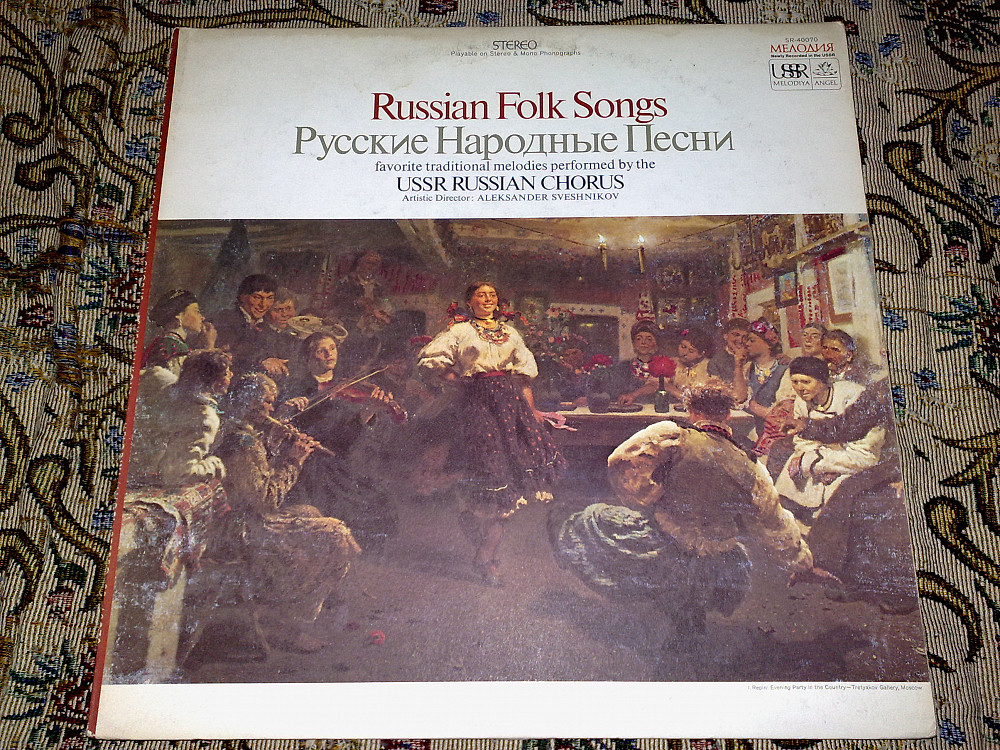 STEREO
Playable on Stereo & Mono Phonographs
SR-40070
МЕЛОДИЯ
Newly Recorded in the USSR
USSR
MELODIYA ANGEL
Russian Folk Songs
Русские Народные Песни
favorite traditional melodies performed by the
USSR RUSSIAN CHORUS
Artistic Director: ALEKSANDER SVESHNIKOV
I. Repin: Evening Party in the Country—Tretyakov Gallery, Moscow